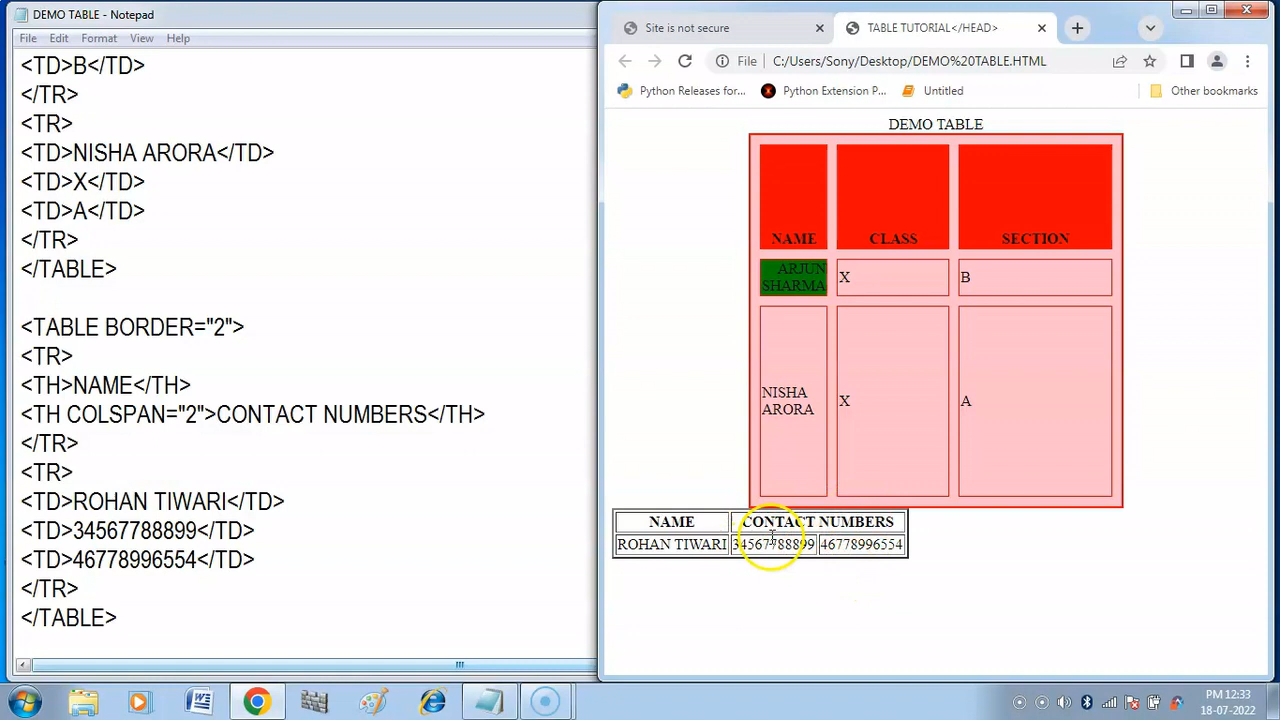 DEMO TABLE - Notepad
File Edit Format View Help
<TD>B</TD>
</TR>
<TR>
<TD>NISHA ARORA</TD>
<TD>X</TD>
<TD>A</TD>
</TR>
</TABLE>
<TABLE BORDER="2">
<TR>
<TH>NAME</TH>
<TH COLSPAN="2">CONTACT NUMBERS</TH>
</TR>
<TR>
<TD>ROHAN TIWARI</TD>
<TD>34567788899</TD>
<TD>46778996554</TD>
</TR>
</TABLE>
Site is not secure
TABLE TUTORIAL</HEAD>
File C:/Users/Sony/Desktop/DEMO%20TABLE.HTML
Python Releases for... Python Extension P... Untitled Other bookmarks
DEMO TABLE
NAME CLASS SECTION
ARJUN
SHARMA X B
NISHA
ARORA X A
NAME CONTACT NUMBERS
ROHAN TIWARI 34567788899 46778996554
PM 12:33
18-07-2022